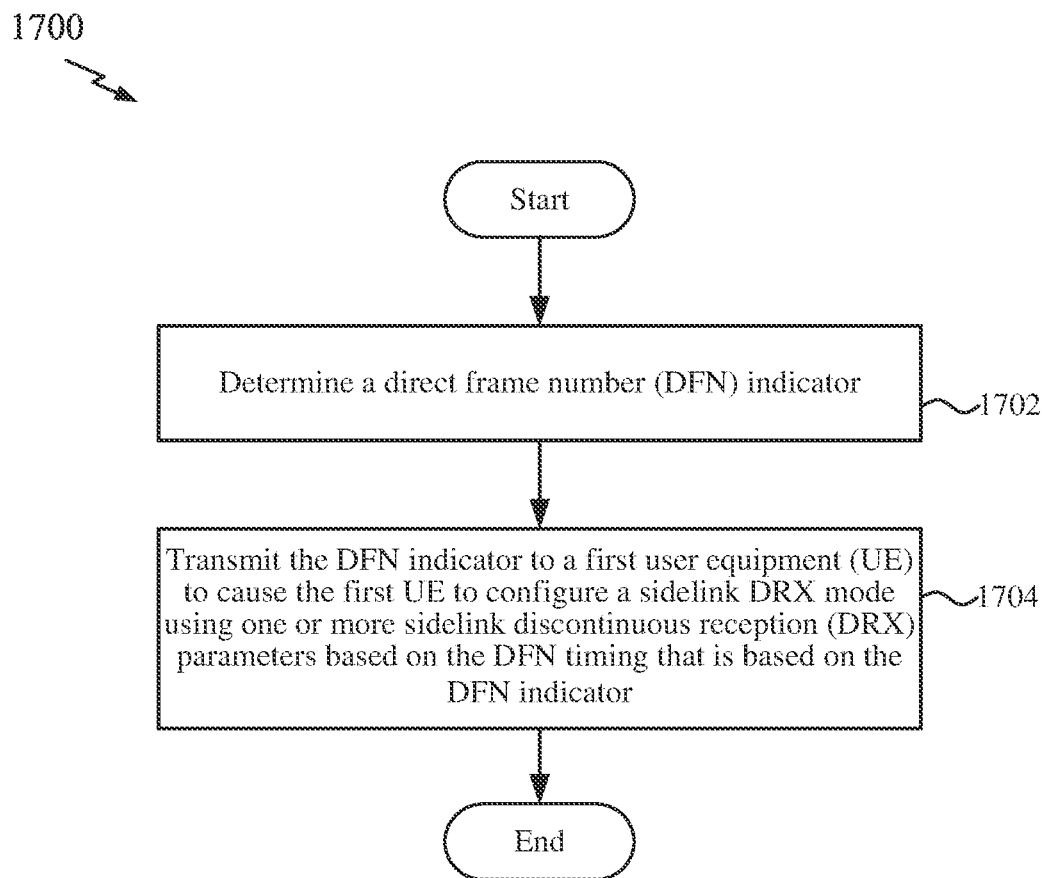 1700
Start
Determine a direct frame number (DFN) indicator
1702
Transmit the DFN indicator to a first user equipment (UE)
to cause the first UE to configure a sidelink DRX mode
using one or more sidelink discontinuous reception (DRX)
parameters based on the DFN timing that is based on the
DFN indicator
1704
End